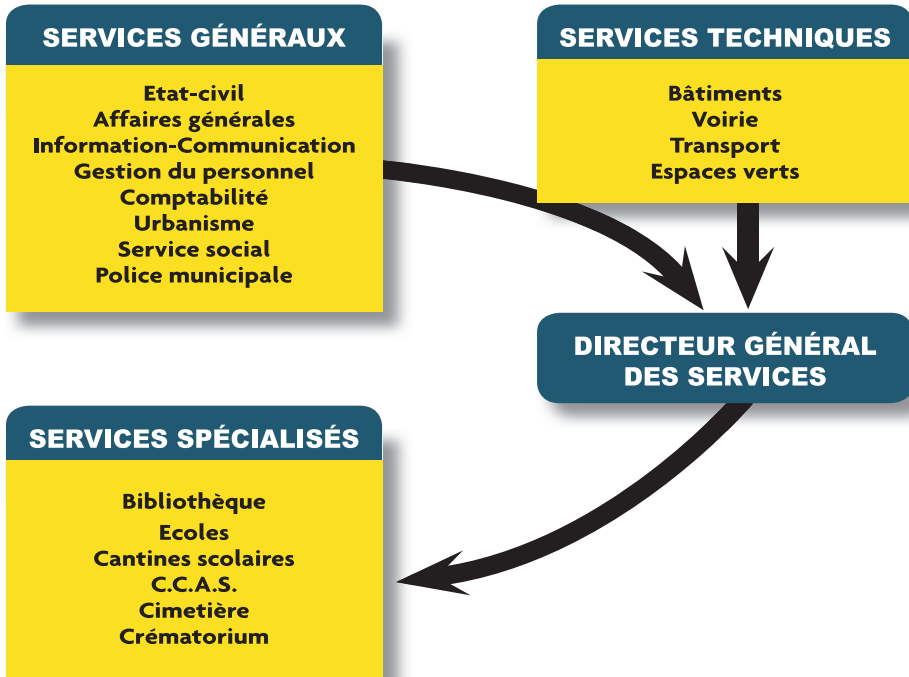 SERVICES GÉNÉRAUX
Etat-civil
Affaires générales
Information-Communication
Gestion du personnel
Comptabilité
Urbanisme
Service social
Police municipale
SERVICES TECHNIQUES
Bâtiments
Voirie
Transport
Espaces verts
DIRECTEUR GÉNÉRAL
DES SERVICES
SERVICES SPÉCIALISÉS
Bibliothèque
Ecoles
Cantines scolaires
C.C.A.S.
Cimetière
Crématorium